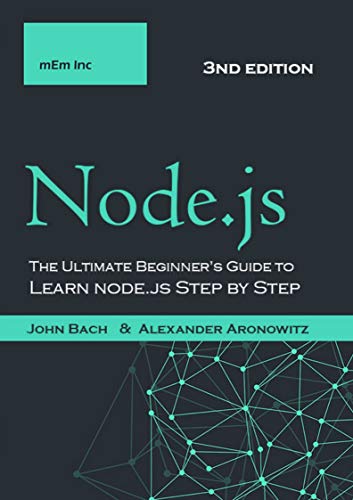 mEm Inc
3ND EDITION
Node.js
THE ULTIMATE BEGINNER'S GUIDE TO
LEARN NODE.JS STEP BY STEP
JOHN BACH & ALEXANDER ARONOWITZ